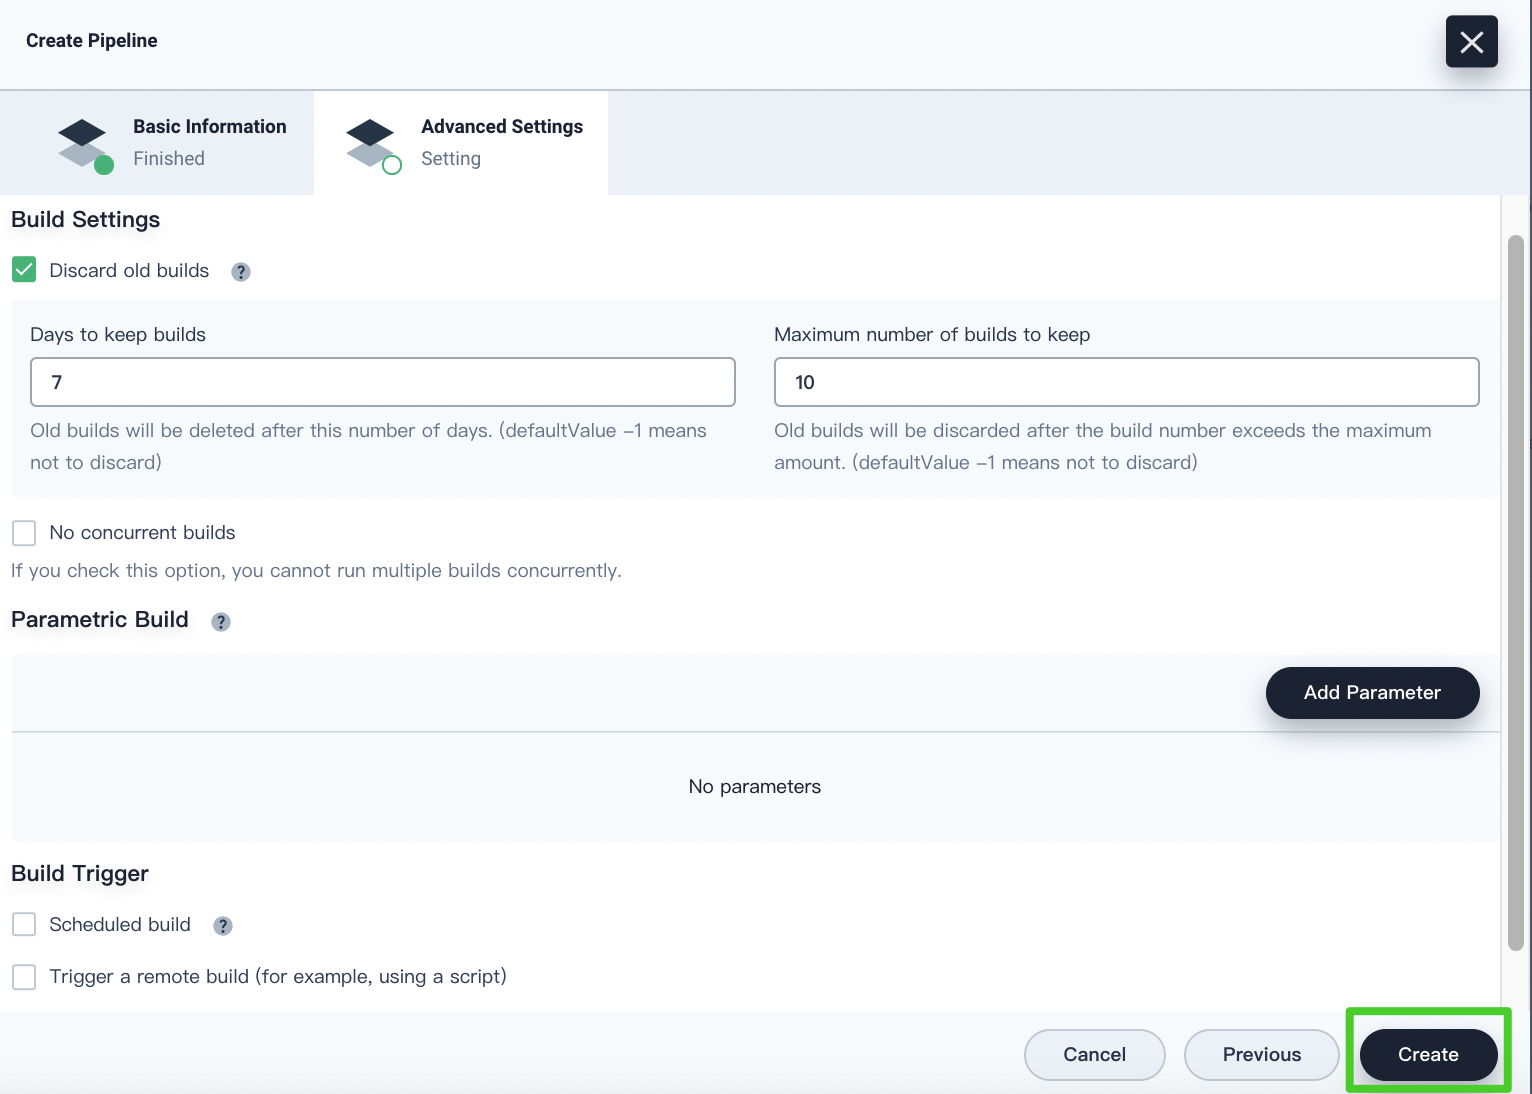 Create Pipeline
Basic Information
Finished
Advanced Settings
Setting
Build Settings
Discard old builds ?
Days to keep builds
7
Old builds will be deleted after this number of days. (defaultValue -1 means
not to discard)
Maximum number of builds to keep
10
Old builds will be discarded after the build number exceeds the maximum
amount. (defaultValue -1 means not to discard)
No concurrent builds
If you check this option, you cannot run multiple builds concurrently.
Parametric Build ?
Add Parameter
No parameters
Build Trigger
Scheduled build ?
Trigger a remote build (for example, using a script)
Cancel
Previous
Create